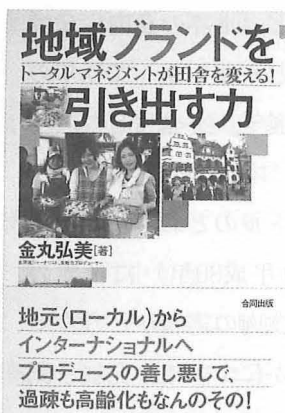 地域ブランドを
トータルマネジメントが田舎を変える!
引き出す力
金丸弘美[著]
合同出版
地元(ローカル)から
インターナショナルへ
プロデュースの善し悪しで、
過疎も高齢化もなんのその!